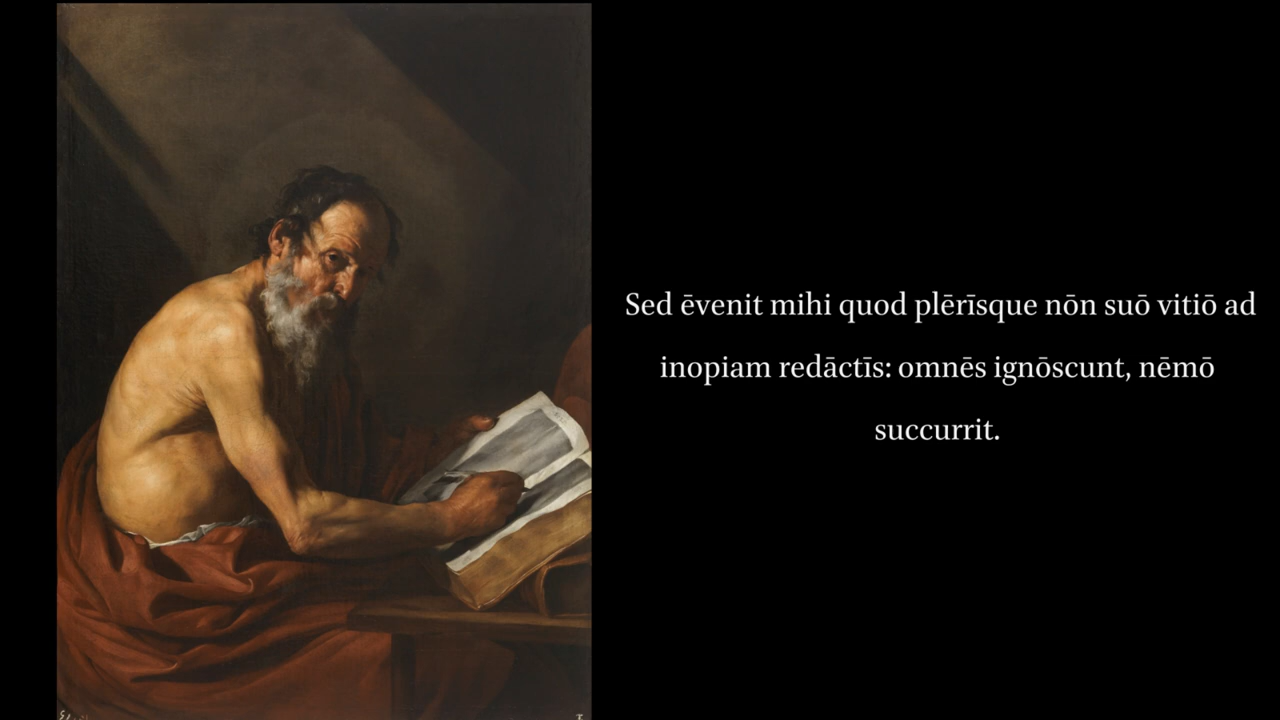 Sed ēvenit mihi quod plērīsque nōn suō vitiō ad
inopiam redāctīs: omnēs ignōscunt, nēmō
succurrit.